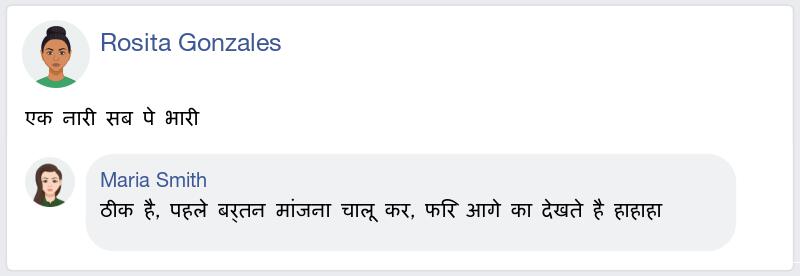 Rosita Gonzales
एक नारी सब पे भारी
Maria Smith
ठीक है, पहले बर्तन मांजना चालू कर, फिर आगे का देखते है हाहाहा